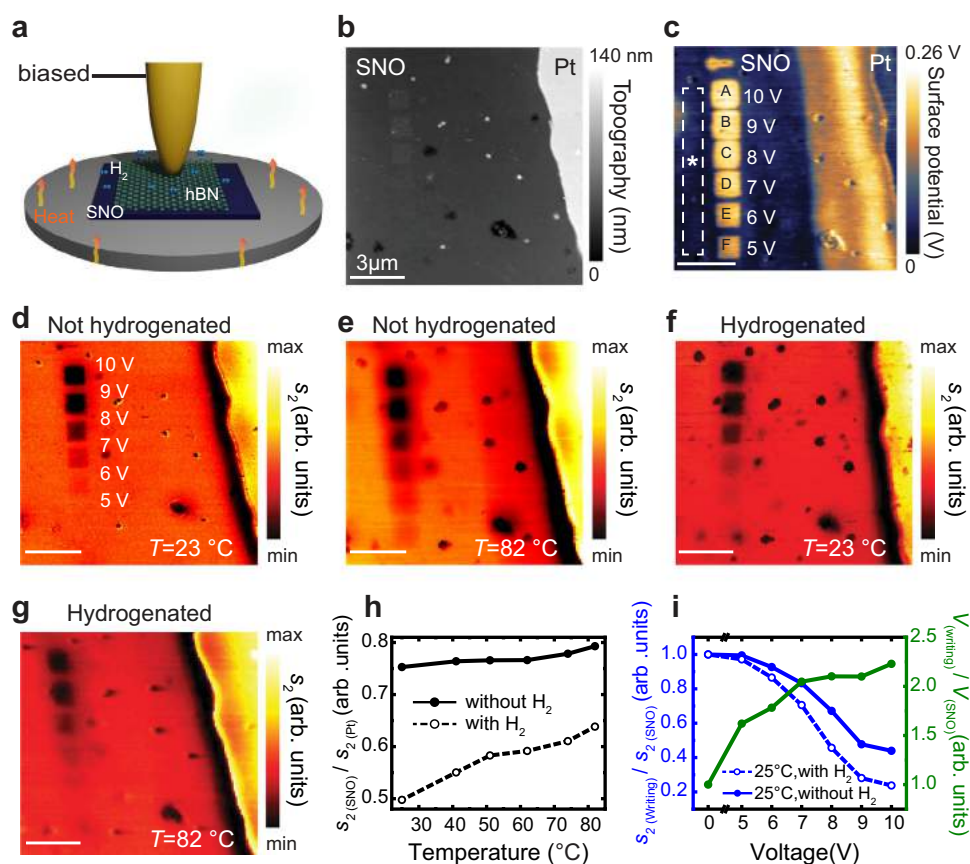 a
biased
H2
hBN
SNO
Heat
b
SNO
Pt
3μm
140 nm
Topography (nm)
0
c
SNO
Pt
A 10 V
B 9 V
C 8 V
D 7 V
E 6 V
F 5 V
*
0.26 V
Surface potential (V)
0
d
Not hydrogenated
10 V
9 V
8 V
7 V
6 V
5 V
T=23 °C
max
s2 (arb. units)
min
e
Not hydrogenated
T=82 °C
max
s2 (arb. units)
min
f
Hydrogenated
T=23 °C
max
s2 (arb. units)
min
g
Hydrogenated
T=82 °C
max
s2 (arb. units)
min
h
s2 (SNO) / s2 (Pt) (arb .units)
0.8
0.7
0.6
0.5
without H2
with H2
30 40 50 60 70 80
Temperature (°C)
i
s2 (Writing) / s2 (SNO) (arb .units)
1.0
0.8
0.6
0.4
0.2
25°C,with H2
25°C,without H2
0 5 6 7 8 9 10
Voltage(V)
2.5
2.0
1.5
1.0
V(writing) / V(SNO) (arb. units)